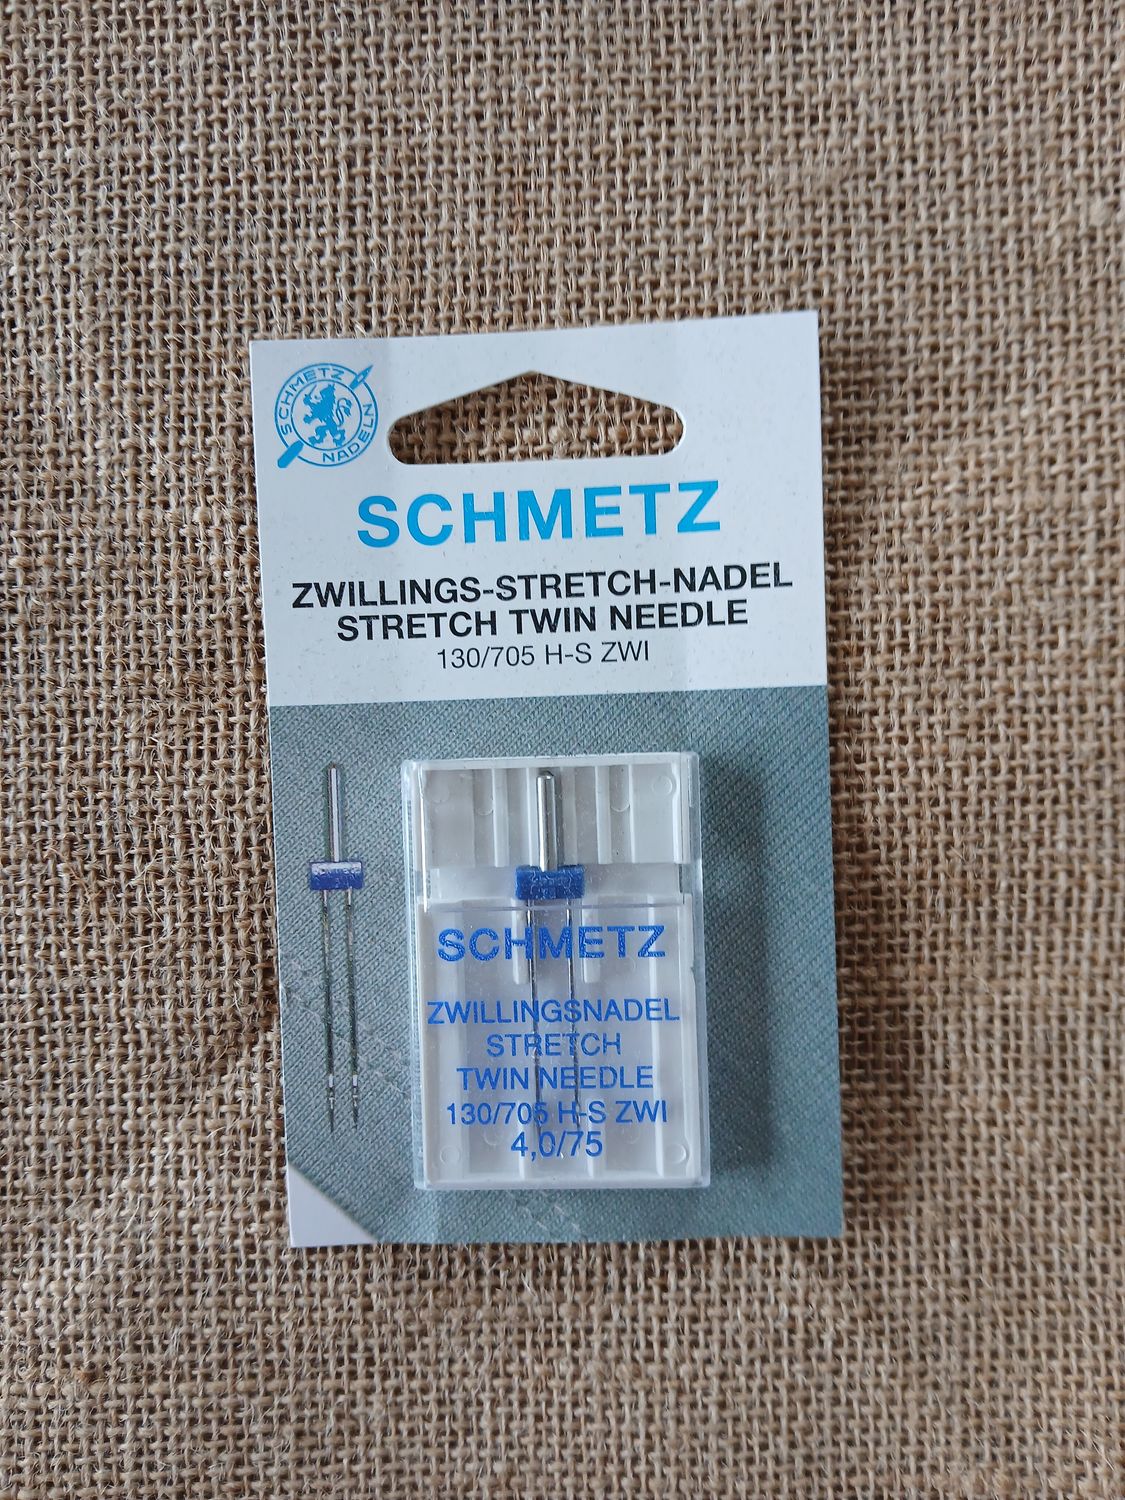 SCHMETZ
NADELN
SCHMETZ
ZWILLINGS-STRETCH-NADEL
STRETCH TWIN NEEDLE
130/705 H-S ZWI
SCHMETZ
ZWILLINGSNADEL
STRETCH
TWIN NEEDLE
130/705 H-S ZWI
4,0/75